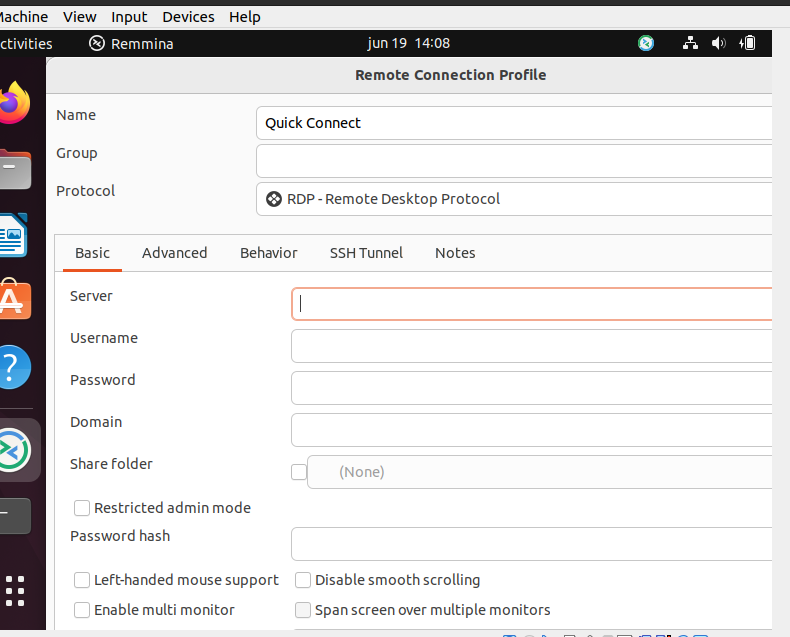 Machine View Input Devices Help
ctivities Remmina jun 19 14:08
Remote Connection Profile
Name Quick Connect
Group
Protocol RDP - Remote Desktop Protocol
Basic Advanced Behavior SSH Tunnel Notes
Server
Username
Password
Domain
Share folder (None)
Restricted admin mode
Password hash
Left-handed mouse support Disable smooth scrolling
Enable multi monitor Span screen over multiple monitors